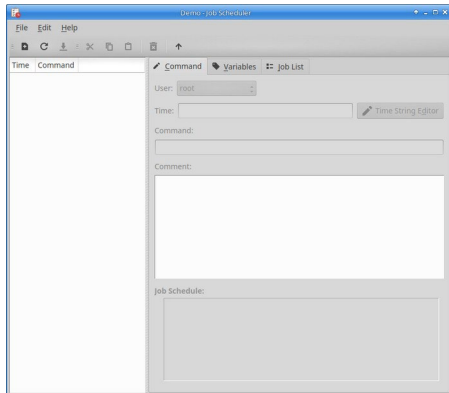 Demo - Job Scheduler
File Edit Help
Time Command
Command Variables Job List
User: root
Time: Time String Editor
Command:
Comment:
Job Schedule: